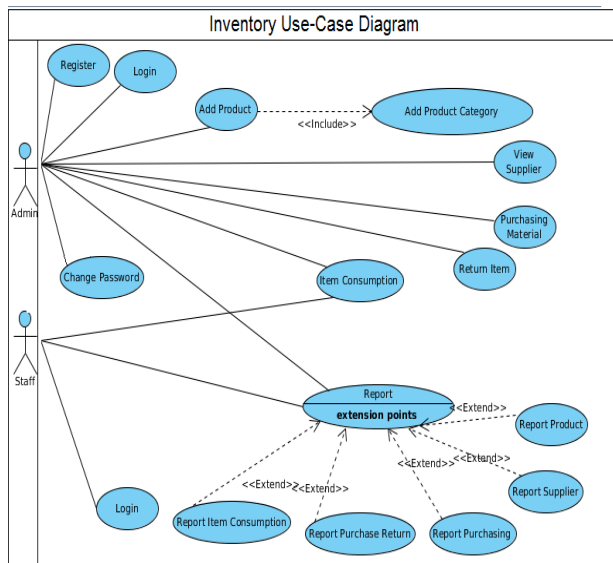 Inventory Use-Case Diagram
Register
Login
Add Product
<<Include>>
Add Product Category
View
Supplier
Admin
Purchasing
Material
Return Item
Change Password
Item Consumption
Staff
Report
extension points
<<Extend>>
Report Product
<<Extend>>
<<Extend>>
<<Extend>>
<<Extend>>
Report Supplier
Login
Report Item Consumption
Report Purchase Return
Report Purchasing